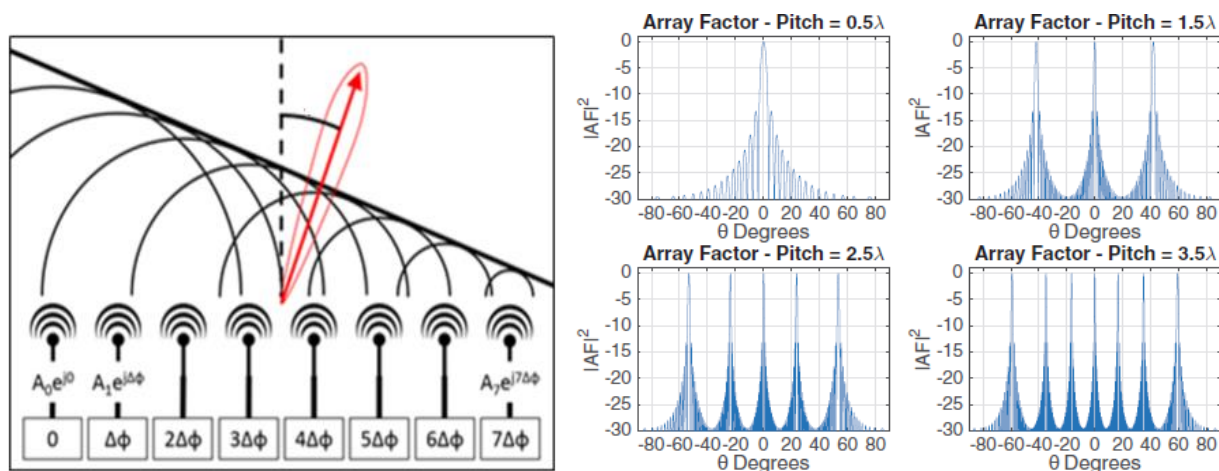 A₀e^j0 A₁e^jΔϕ A₇e^j7Δϕ
0 Δϕ 2Δϕ 3Δϕ 4Δϕ 5Δϕ 6Δϕ 7Δϕ
Array Factor - Pitch = 0.5λ
|AF|²
0
-5
-10
-15
-20
-25
-30
-80 -60 -40 -20 0 20 40 60 80
θ Degrees
Array Factor - Pitch = 1.5λ
|AF|²
0
-5
-10
-15
-20
-25
-30
-80 -60 -40 -20 0 20 40 60 80
θ Degrees
Array Factor - Pitch = 2.5λ
|AF|²
0
-5
-10
-15
-20
-25
-30
-80 -60 -40 -20 0 20 40 60 80
θ Degrees
Array Factor - Pitch = 3.5λ
|AF|²
0
-5
-10
-15
-20
-25
-30
-80 -60 -40 -20 0 20 40 60 80
θ Degrees